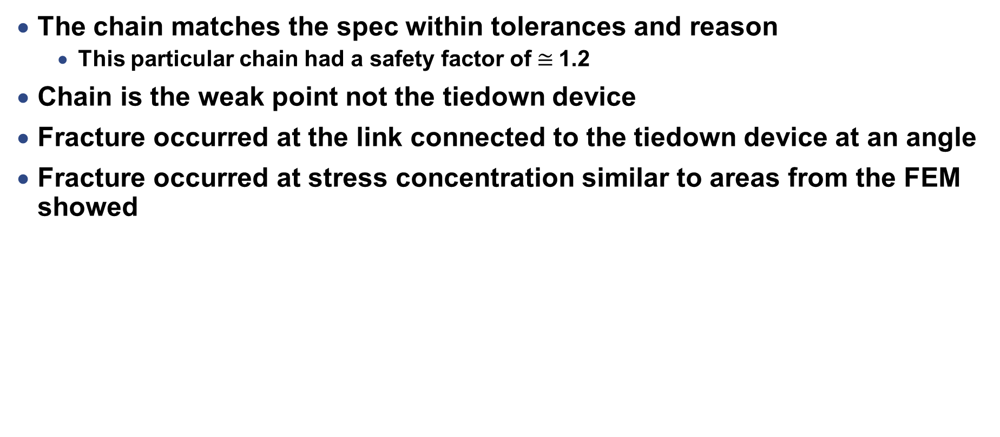 • The chain matches the spec within tolerances and reason
• This particular chain had a safety factor of ≅ 1.2
• Chain is the weak point not the tiedown device
• Fracture occurred at the link connected to the tiedown device at an angle
• Fracture occurred at stress concentration similar to areas from the FEM
showed